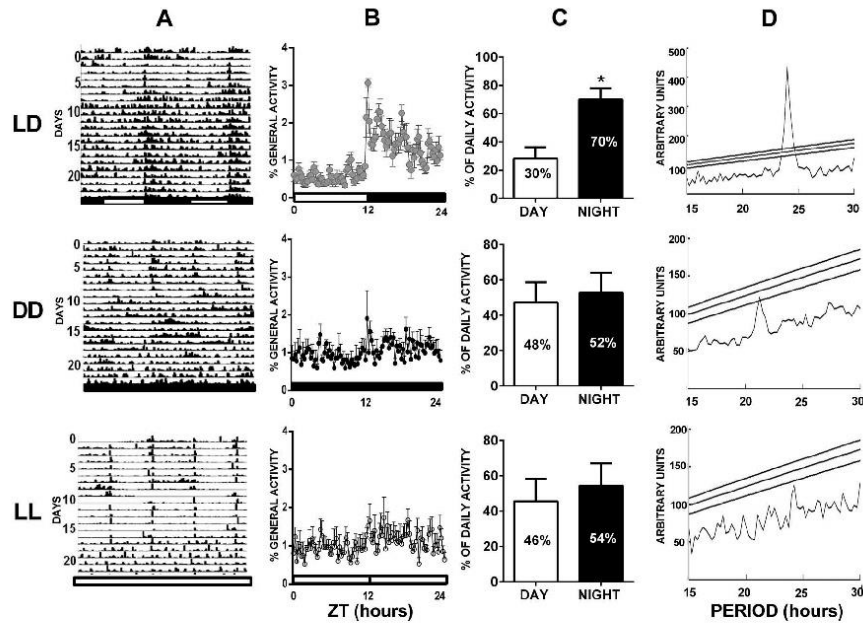 A B C D
LD
DAYS
0
5
10
15
20
% GENERAL ACTIVITY
4
3
2
1
0
0 12 24
% OF DAILY ACTIVITY
100
80
60
40
20
0
30%
70%
*
DAY NIGHT
ARBITRARY UNITS
500
400
300
200
100
15 20 25 30
DD
DAYS
0
5
10
15
20
% GENERAL ACTIVITY
4
3
2
1
0
0 12 24
% OF DAILY ACTIVITY
80
60
40
20
0
48%
52%
DAY NIGHT
ARBITRARY UNITS
200
150
100
50
0
15 20 25 30
LL
DAYS
0
5
10
15
20
% GENERAL ACTIVITY
4
3
2
1
0
0 12 24
ZT (hours)
% OF DAILY ACTIVITY
80
60
40
20
0
46%
54%
DAY NIGHT
ARBITRARY UNITS
200
150
100
50
15 20 25 30
PERIOD (hours)